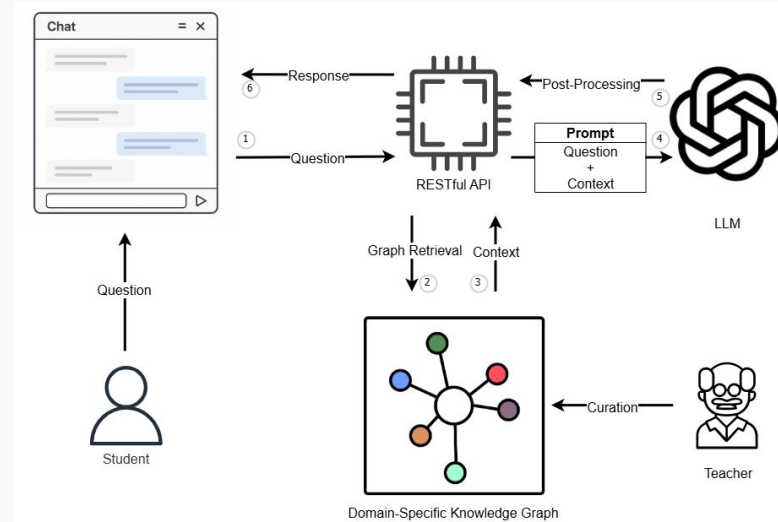 Chat
Response
6
Post-Processing
5
1
Question
Prompt
Question
+
Context
4
RESTful API
LLM
Graph Retrieval
Context
2
3
Question
Curation
Student
Teacher
Domain-Specific Knowledge Graph